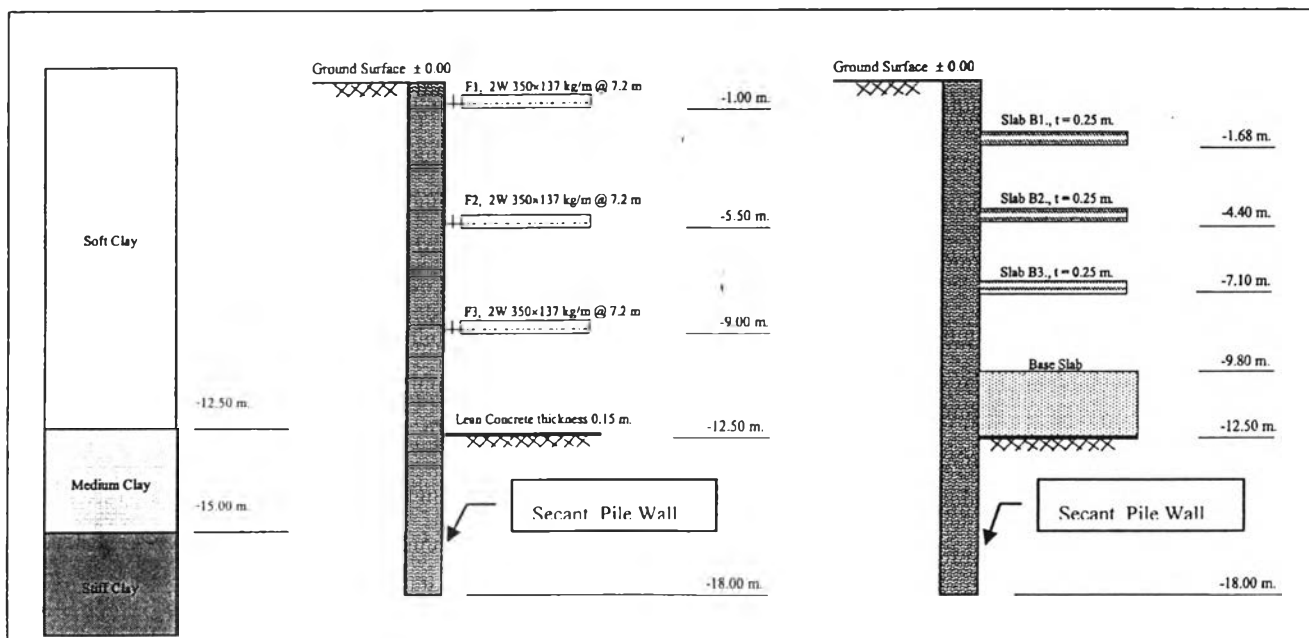 Soft Clay
-12.50 m.
Medium Clay
-15.00 m.
Stiff Clay
Ground Surface ± 0.00
F1, 2W 350×137 kg/m @ 7.2 m
-1.00 m.
F2, 2W 350×137 kg/m @ 7.2 m
-5.50 m.
F3, 2W 350×137 kg/m @ 7.2 m
-9.00 m.
Lean Concrete thickness 0.15 m.
-12.50 m.
Secant Pile Wall
-18.00 m.
Ground Surface ± 0.00
Slab B1., t = 0.25 m.
-1.68 m.
Slab B2., t = 0.25 m.
-4.40 m.
Slab B3., t = 0.25 m.
-7.10 m.
Base Slab
-9.80 m.
-12.50 m.
Secant Pile Wall
-18.00 m.